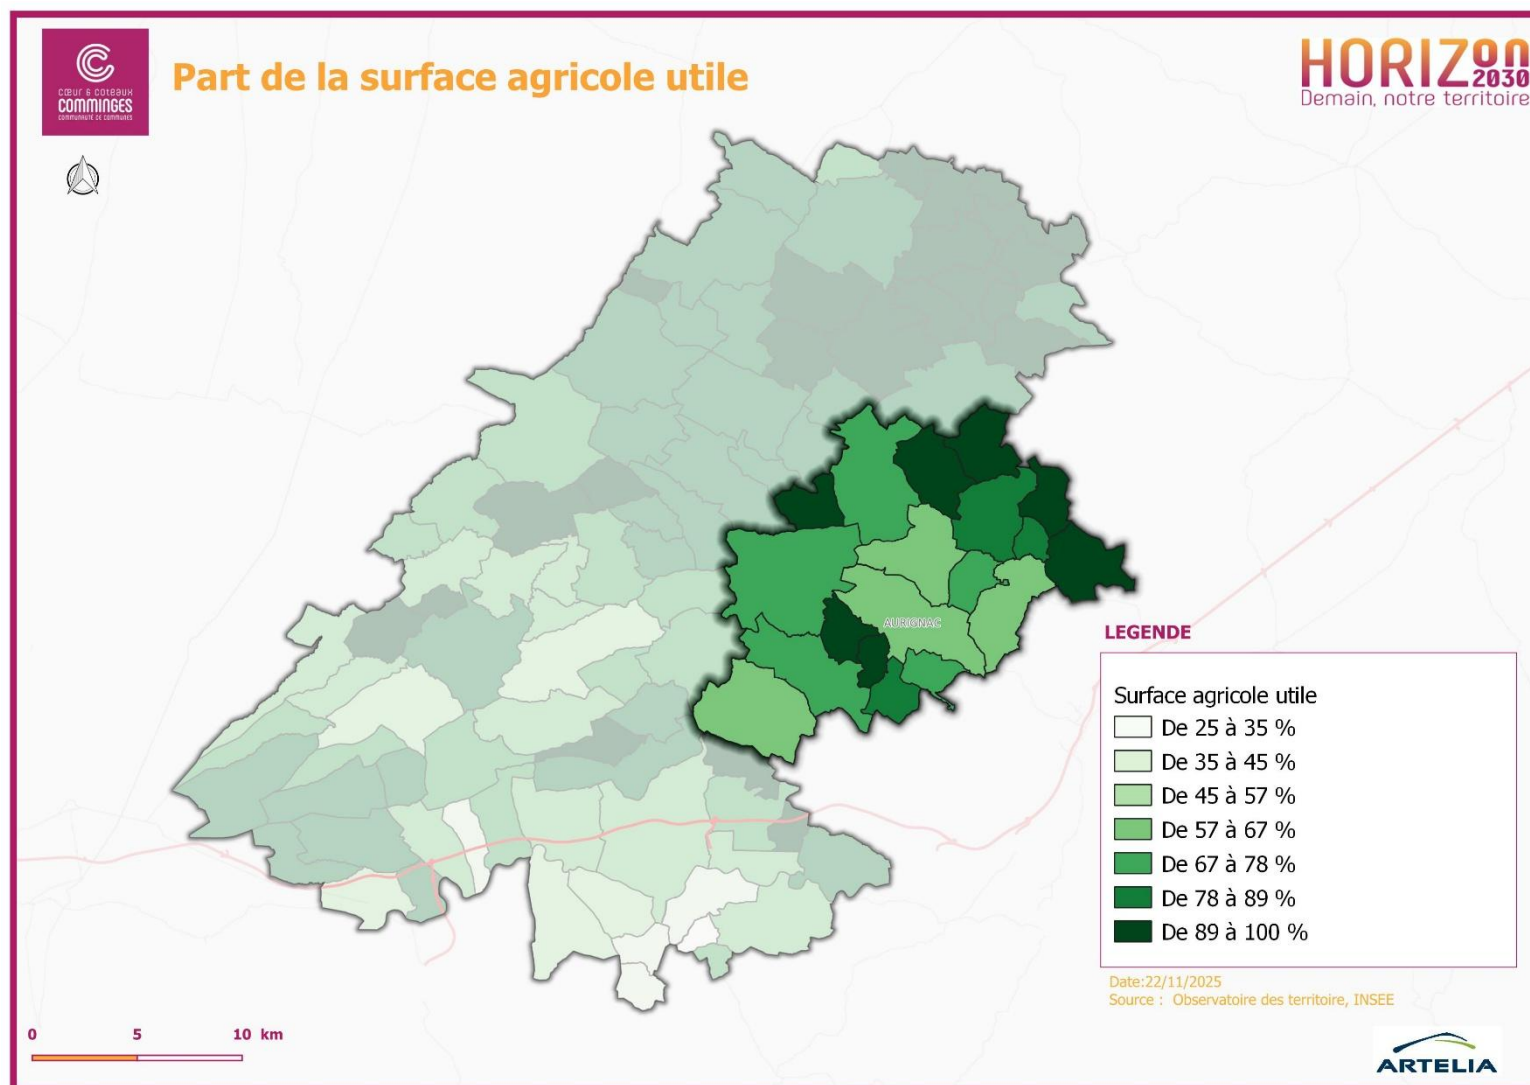 CŒUR & COTEAUX
COMMINGES
COMMUNAUTÉ DE COMMUNES
Part de la surface agricole utile
HORIZON
2030
Demain, notre territoire
AURIGNAC
LEGENDE
Surface agricole utile
De 25 à 35 %
De 35 à 45 %
De 45 à 57 %
De 57 à 67 %
De 67 à 78 %
De 78 à 89 %
De 89 à 100 %
Date:22/11/2025
Source : Observatoire des territoire, INSEE
0 5 10 km
ARTELIA